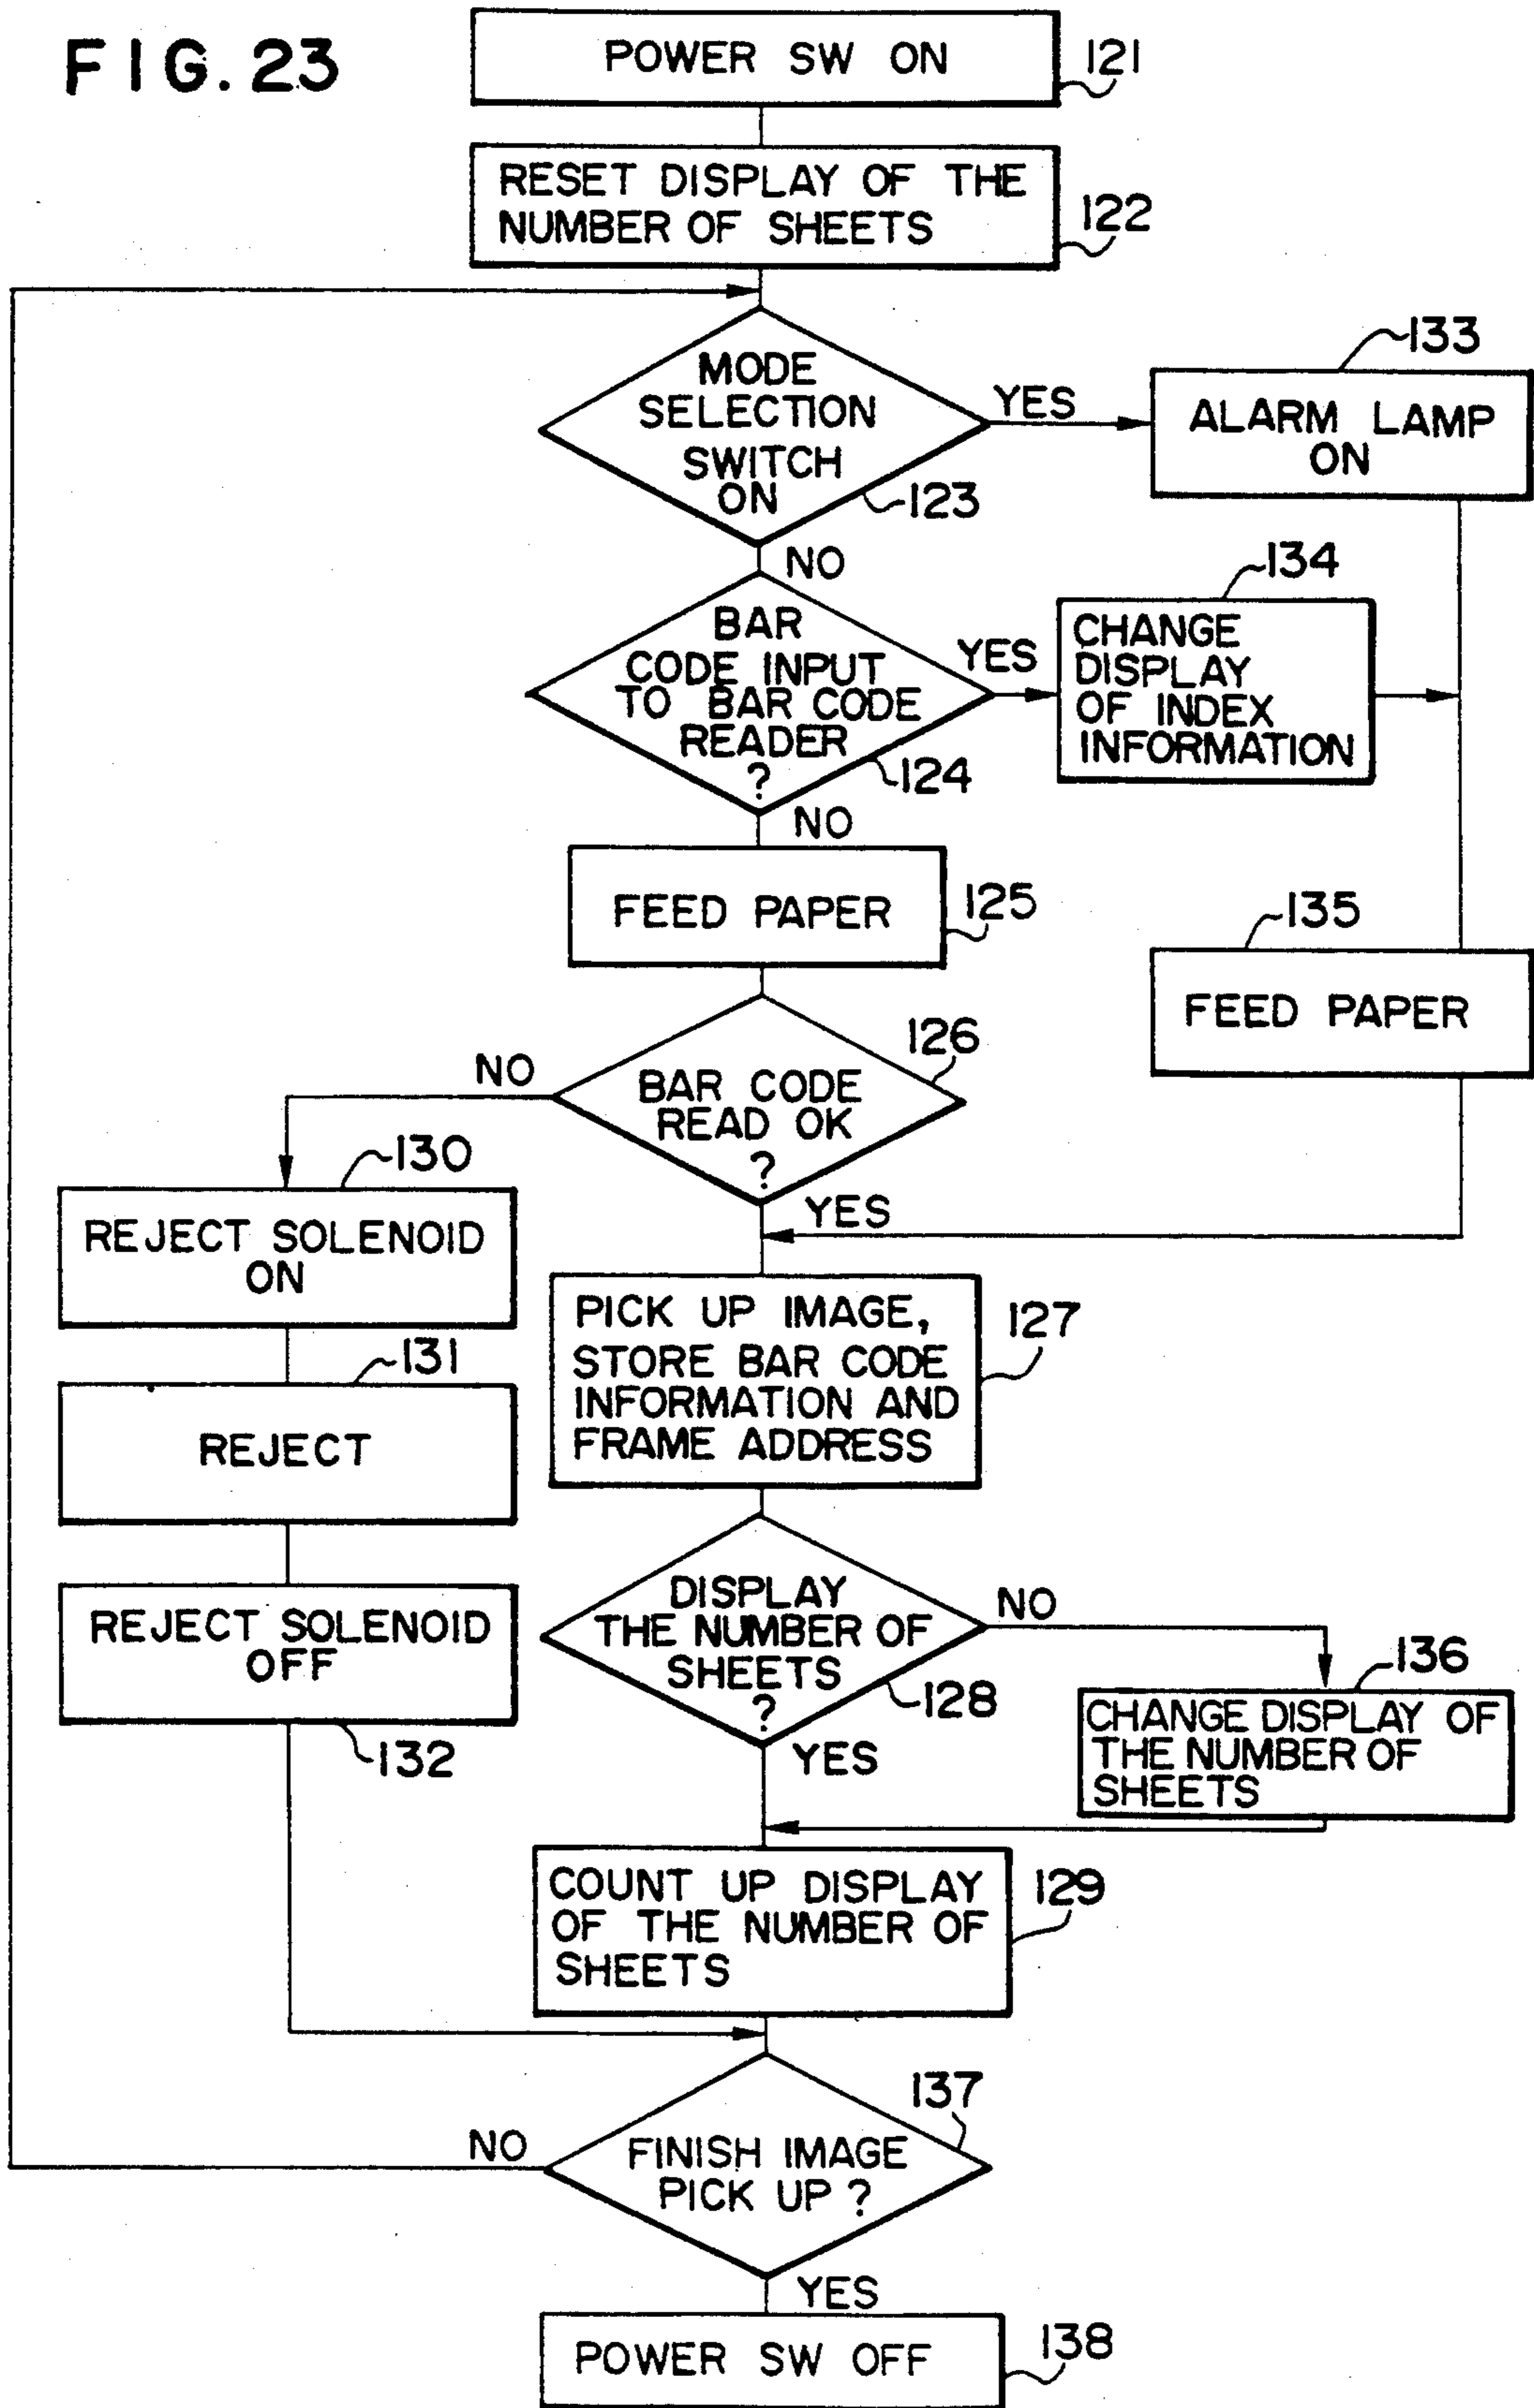 FIG. 23
POWER SW ON
121
RESET DISPLAY OF THE
NUMBER OF SHEETS
122
MODE
SELECTION
SWITCH
ON
123
YES
133
ALARM LAMP
ON
NO
BAR
CODE INPUT
TO BAR CODE
READER
?
124
YES
134
CHANGE
DISPLAY
OF INDEX
INFORMATION
NO
FEED PAPER
125
135
FEED PAPER
126
BAR CODE
READ OK
?
NO
YES
130
REJECT SOLENOID
ON
131
REJECT
REJECT SOLENOID
OFF
132
PICK UP IMAGE,
STORE BAR CODE
INFORMATION AND
FRAME ADDRESS
127
DISPLAY
THE NUMBER OF
SHEETS
?
128
NO
136
CHANGE DISPLAY OF
THE NUMBER OF
SHEETS
YES
COUNT UP DISPLAY
OF THE NUMBER OF
SHEETS
129
137
FINISH IMAGE
PICK UP ?
NO
YES
POWER SW OFF
138